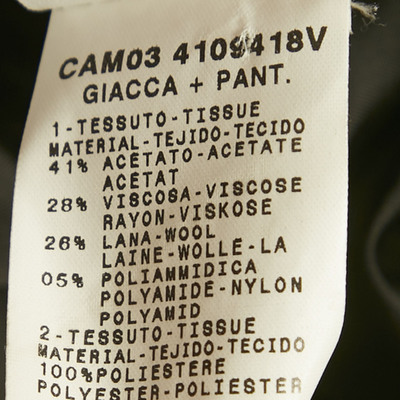 CAM03 4109418V
GIACCA + PANT.
1-TESSUTO-TISSUE
MATERIAL-TEJIDO-TECIDO
41% ACETATO-ACETATE
ACETAT
28% VISCOSA-VISCOSE
RAYON-VISKOSE
26% LANA-WOOL
LAINE-WOLLE-LA
05% POLIAMMIDICA
POLYAMIDE-NYLON
POLYAMID
2-TESSUTO-TISSUE
MATERIAL-TEJIDO-TECIDO
100%POLIESTERE
POLYESTER-POLIESTER